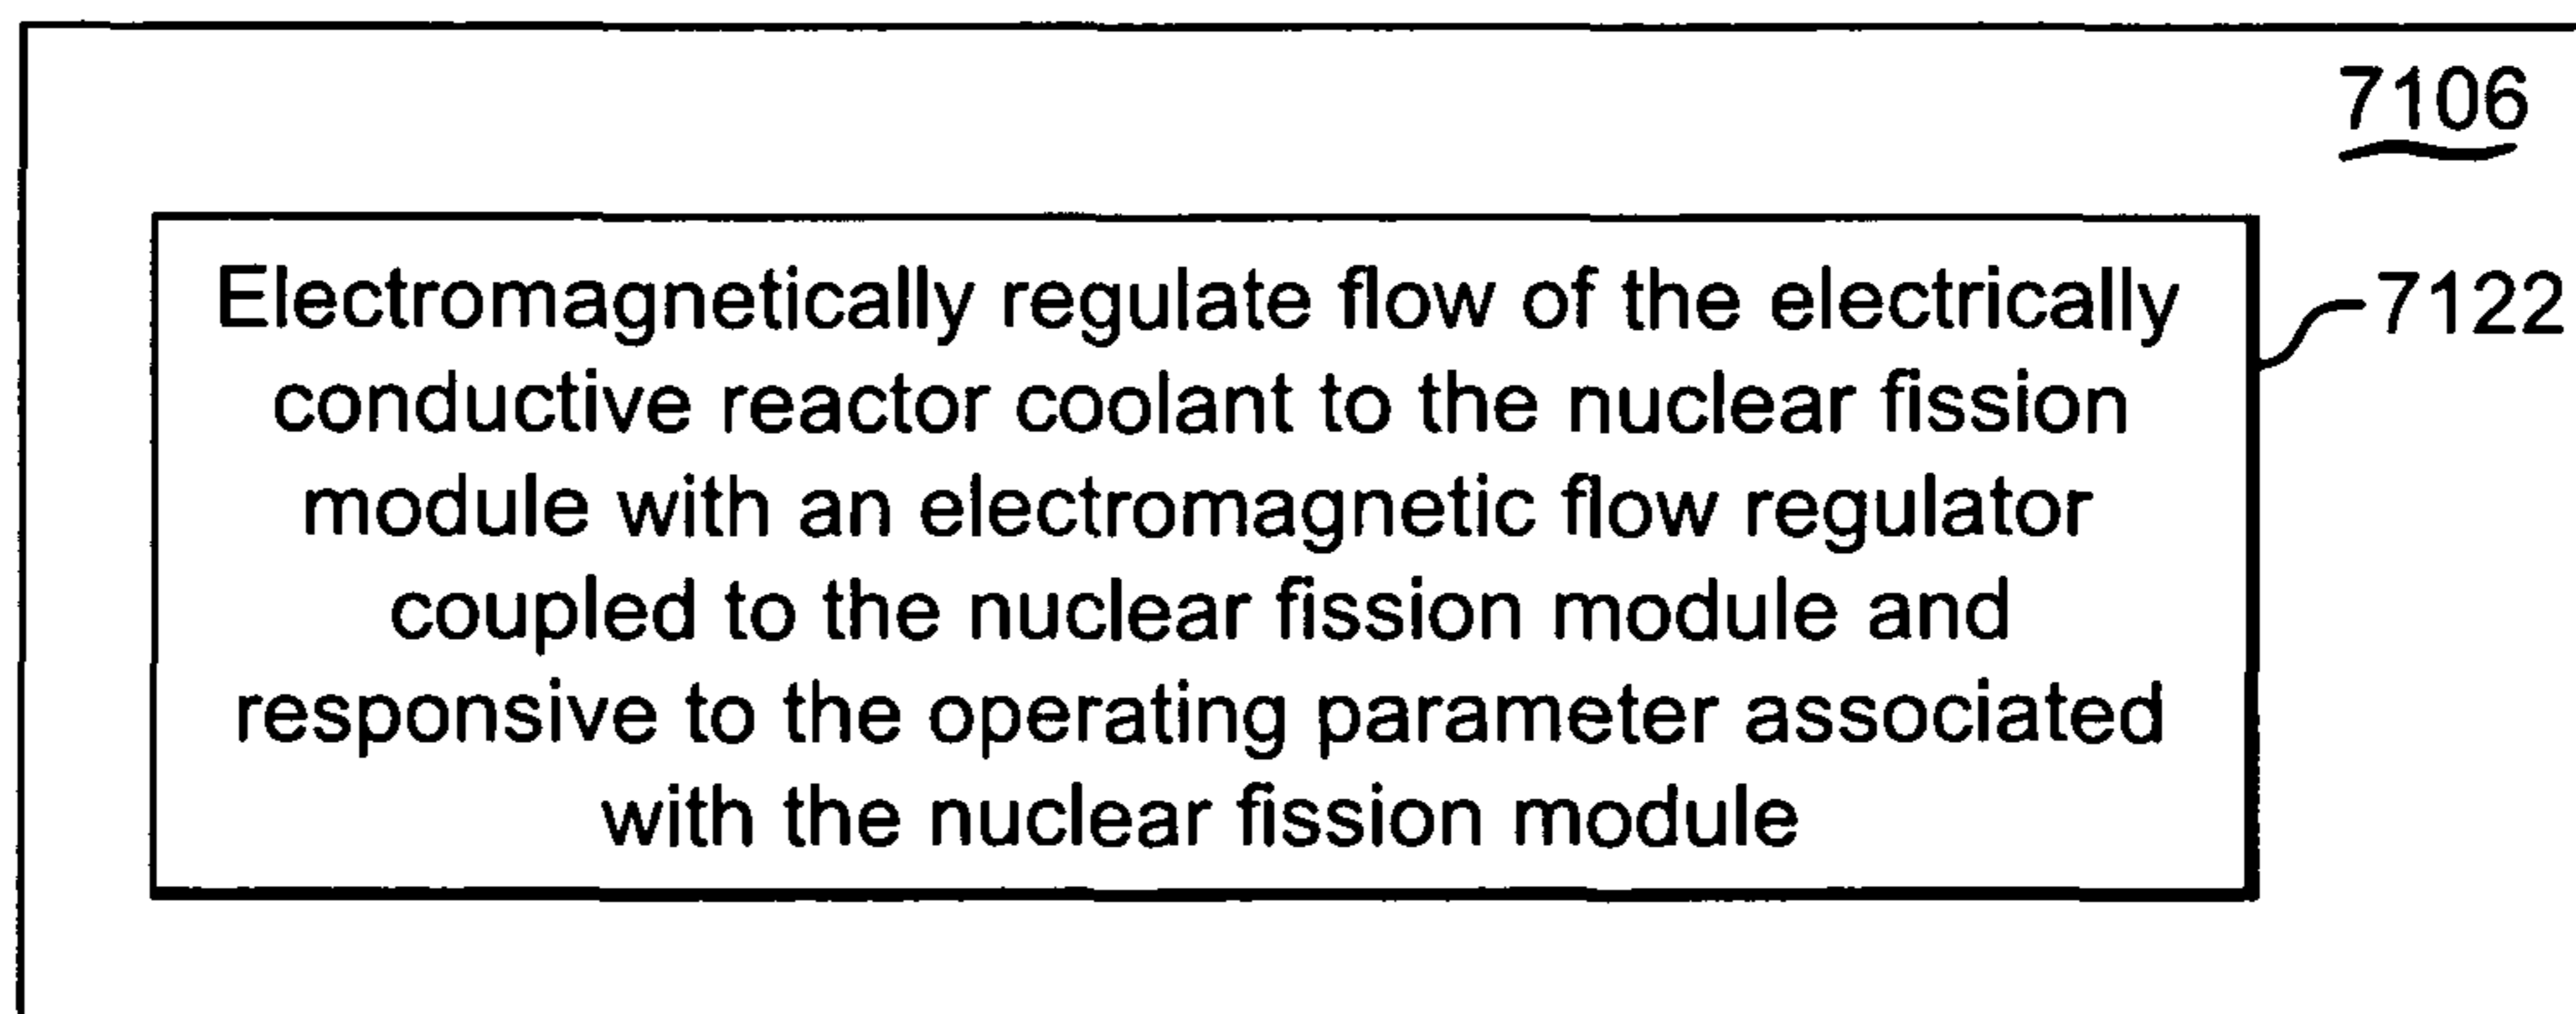 7106
Electromagnetically regulate flow of the electrically
7122
conductive reactor coolant to the nuclear fission
module with an electromagnetic flow regulator
coupled to the nuclear fission module and
responsive to the operating parameter associated
with the nuclear fission module